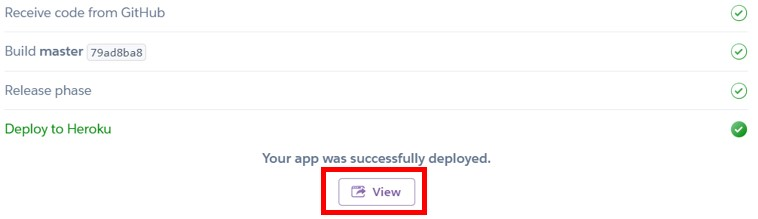 Receive code from GitHub
Build master 79ad8ba8
Release phase
Deploy to Heroku
Your app was successfully deployed.
View